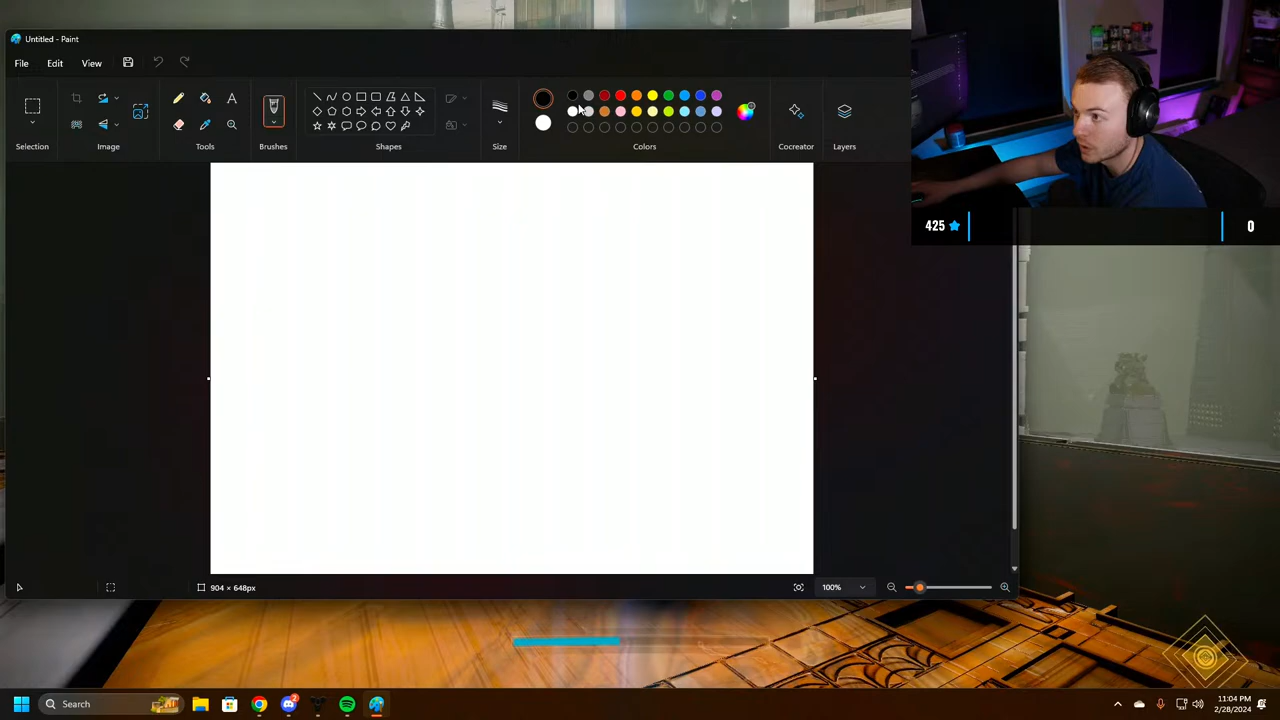 Untitled - Paint
File Edit View
Selection Image Tools Brushes Shapes Size Colors Cocreator Layers
425 0
904 × 648px 100%
Search 2 11:04 PM
2/28/2024